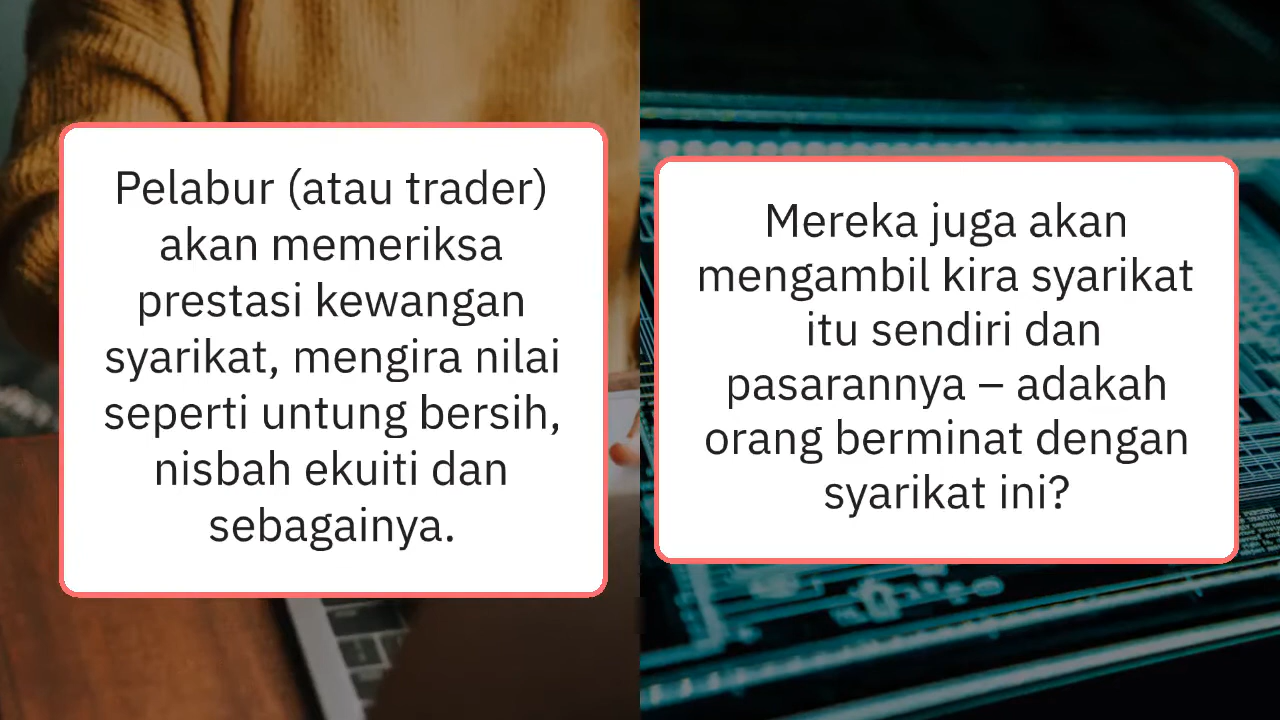 Pelabur (atau trader)
akan memeriksa
prestasi kewangan
syarikat, mengira nilai
seperti untung bersih,
nisbah ekuiti dan
sebagainya.
Mereka juga akan
mengambil kira syarikat
itu sendiri dan
pasarannya – adakah
orang berminat dengan
syarikat ini?